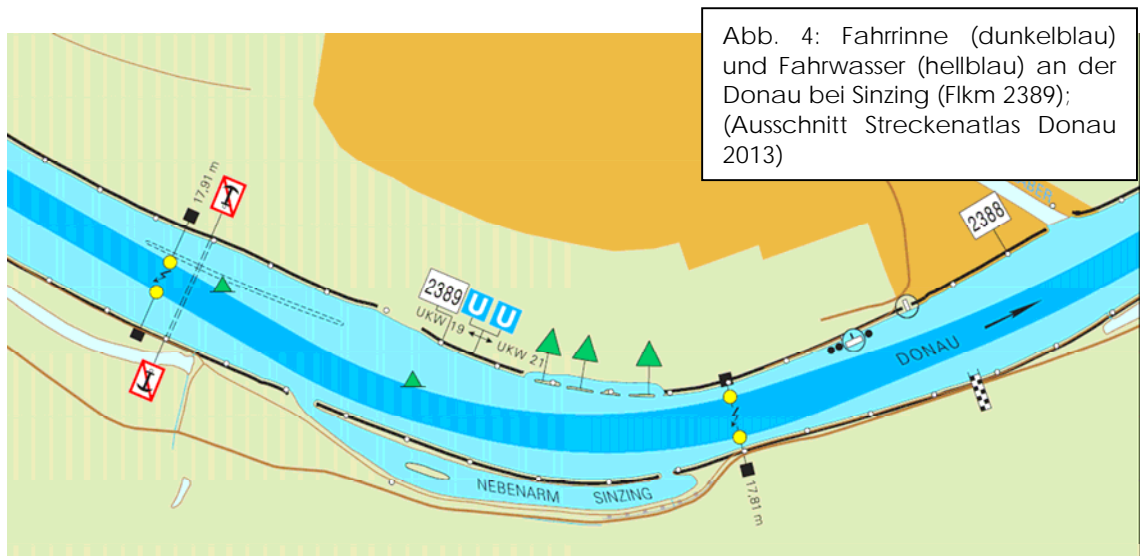 Abb. 4: Fahrrinne (dunkelblau)
und Fahrwasser (hellblau) an der
Donau bei Sinzing (Flkm 2389);
(Ausschnitt Streckenatlas Donau
2013)
17,91 m
2389
U U
UKW 19
UKW 21
ABER
2388
DONAU
NEBENARM SINZING
17,81 m